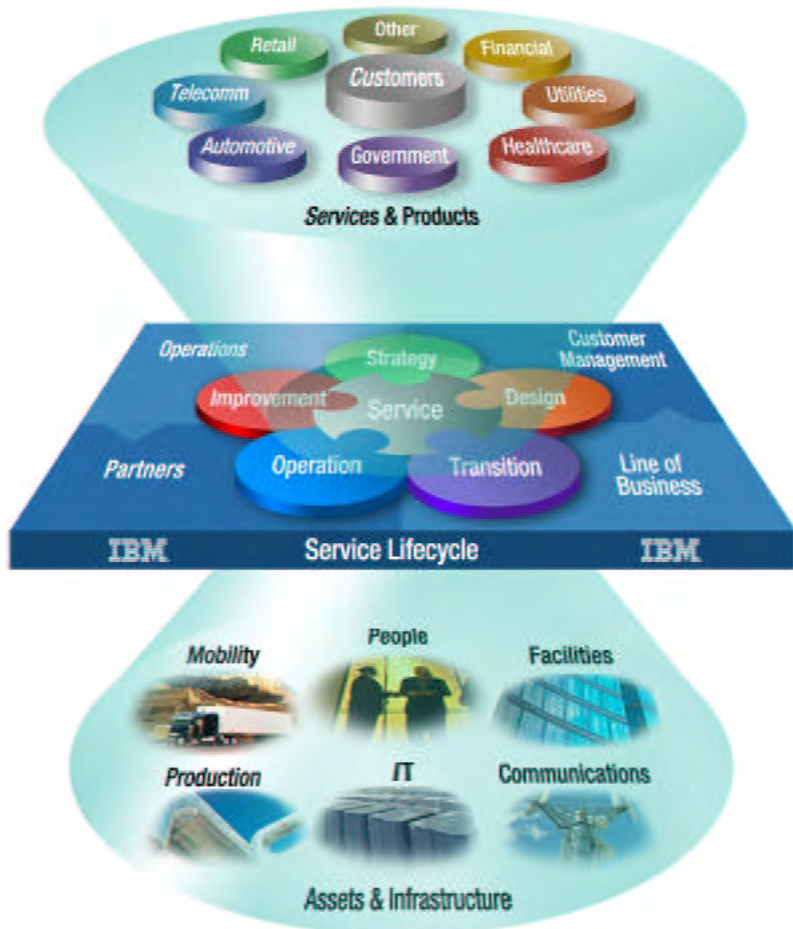 Other
Retail
Financial
Customers
Telecomm
Utilities
Automotive
Government
Healthcare
Services & Products
Operations
Strategy
Customer
Management
Improvement
Service
Design
Partners
Operation
Transition
Line of
Business
IBM
Service Lifecycle
IBM
Mobility
People
Facilities
Production
IT
Communications
Assets & Infrastructure